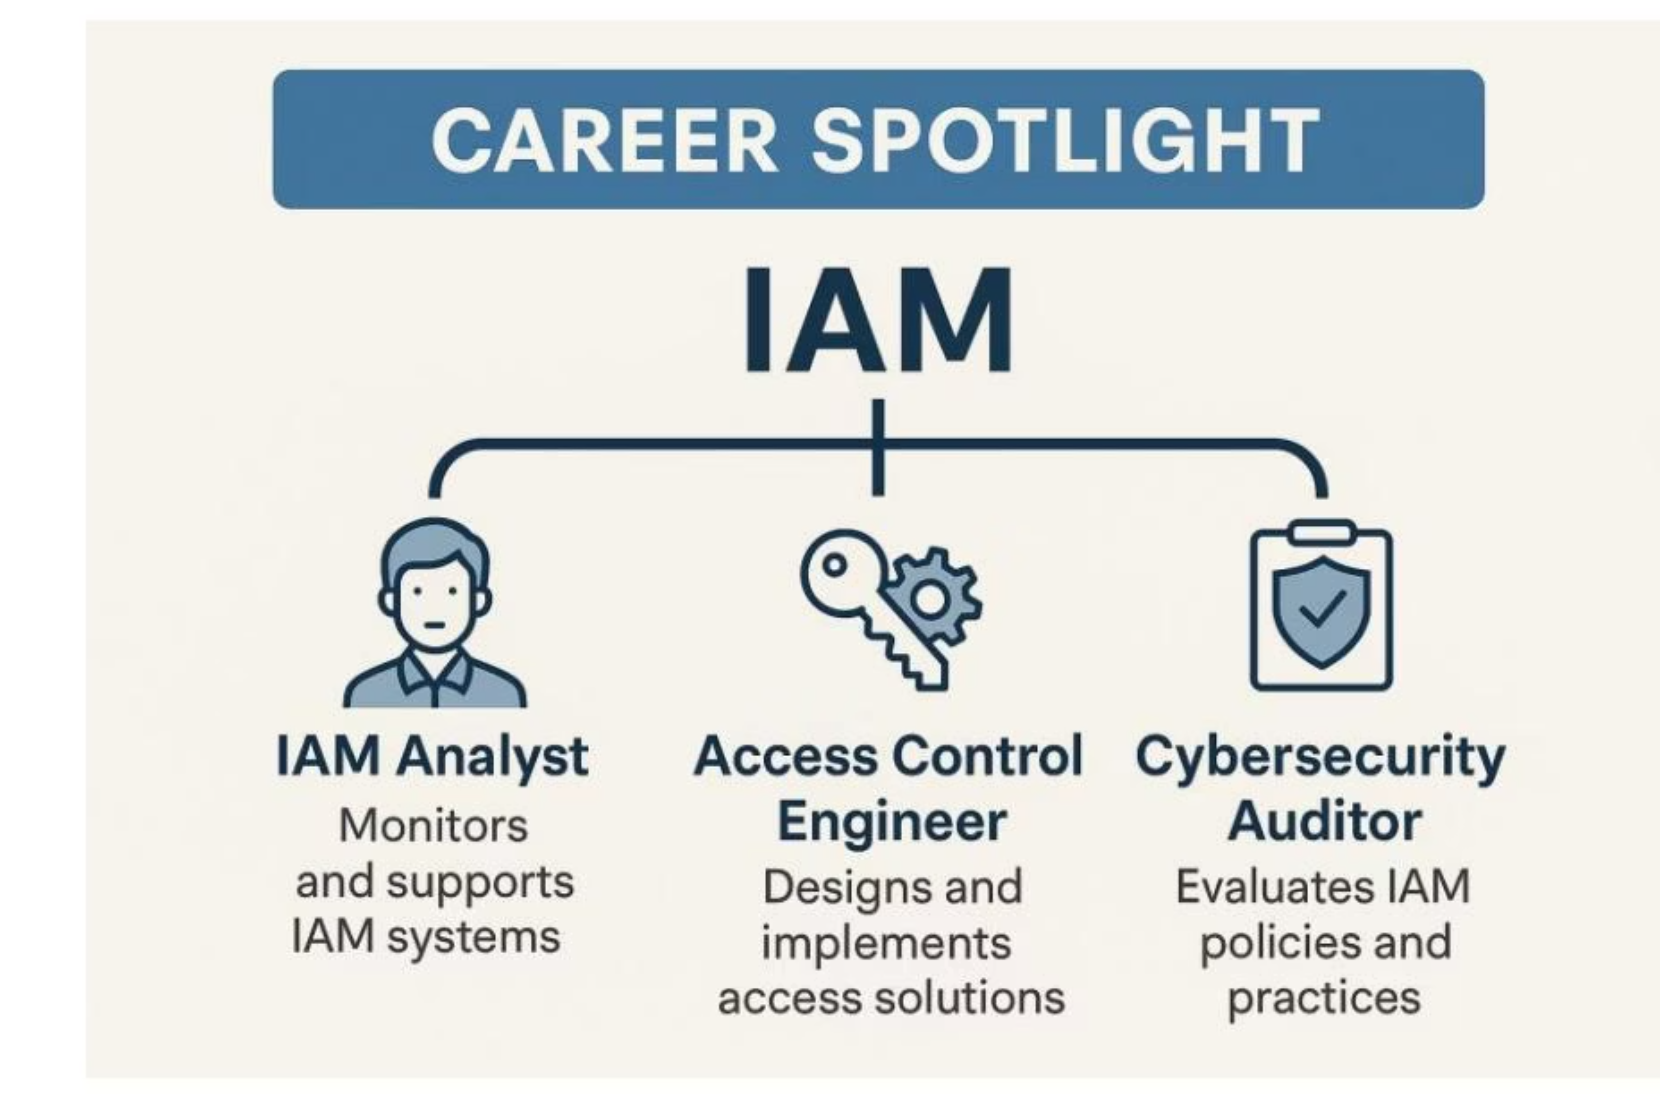 CAREER SPOTLIGHT
IAM
IAM Analyst
Monitors
and supports
IAM systems
Access Control
Engineer
Designs and
implements
access solutions
Cybersecurity
Auditor
Evaluates IAM
policies and
practices